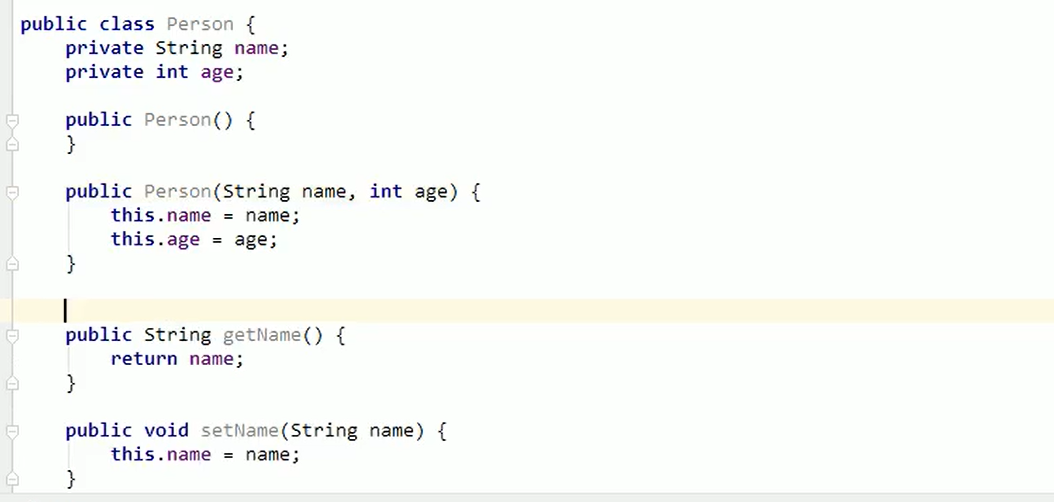 public class Person {
    private String name;
    private int age;

    public Person() {
    }

    public Person(String name, int age) {
        this.name = name;
        this.age = age;
    }

    public String getName() {
        return name;
    }

    public void setName(String name) {
        this.name = name;
    }